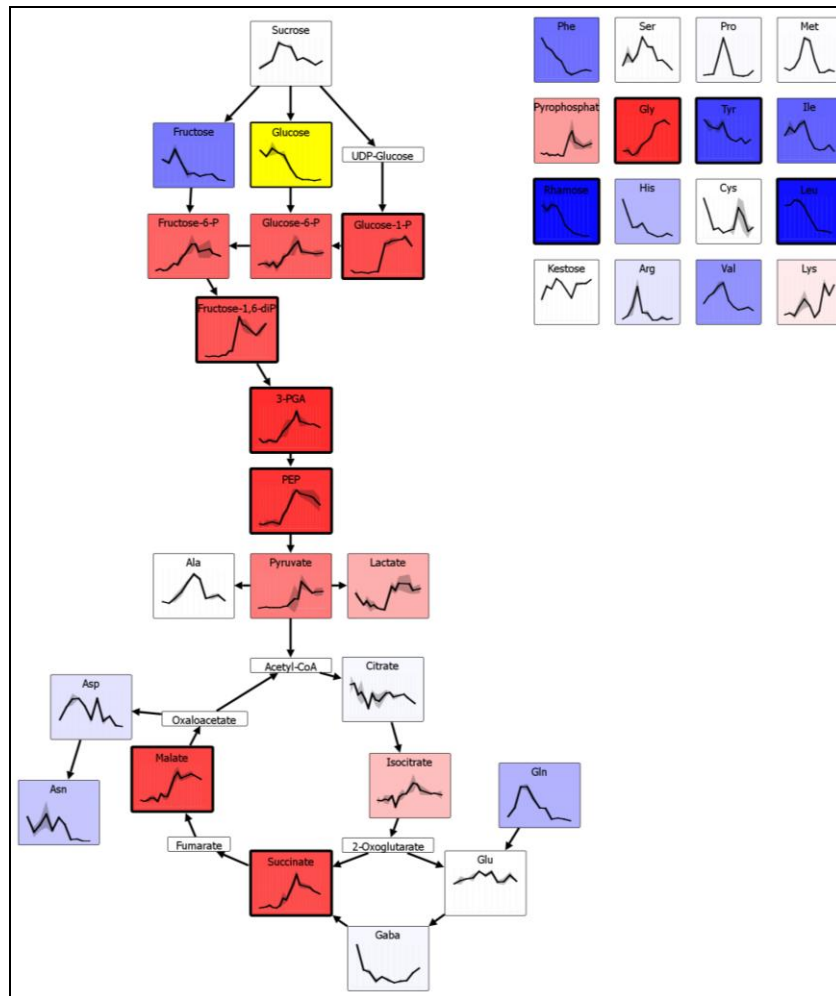 Sucrose
Phe
Ser
Pro
Met
Fructose
Glucose
UDP-Glucose
Pyrophosphat
Gly
Tyr
Ile
Fructose-6-P
Glucose-6-P
Glucose-1-P
Rhamose
His
Cys
Leu
Kestose
Arg
Val
Lys
Fructose-1,6-diP
3-PGA
PEP
Ala
Pyruvate
Lactate
Acetyl-CoA
Citrate
Asp
Oxaloacetate
Malate
Isocitrate
Asn
Gln
Fumarate
2-Oxoglutarate
Succinate
Glu
Gaba